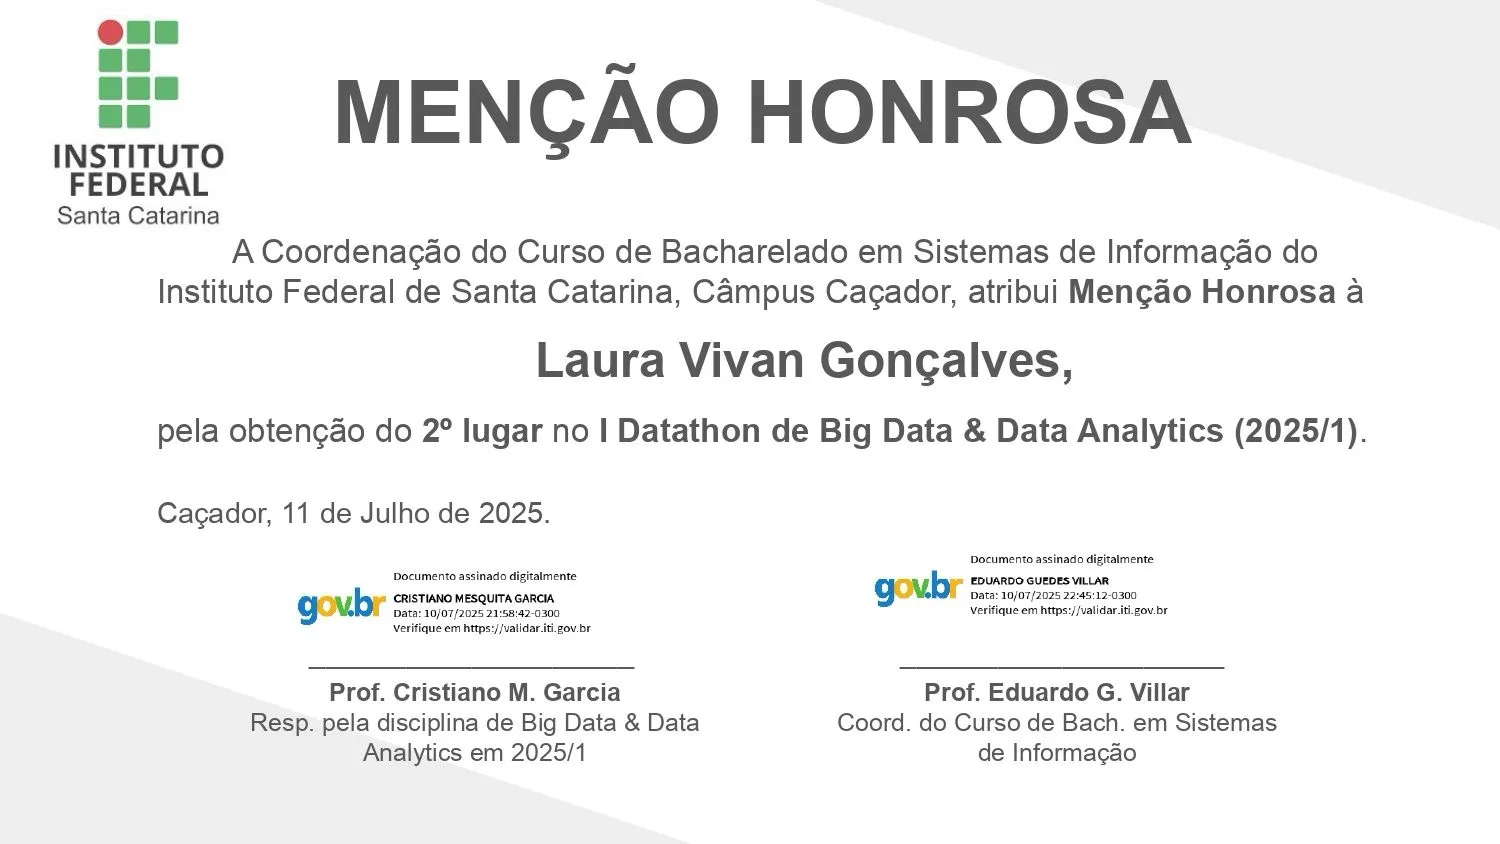 INSTITUTO
FEDERAL
Santa Catarina
MENÇÃO HONROSA
A Coordenação do Curso de Bacharelado em Sistemas de Informação do
Instituto Federal de Santa Catarina, Câmpus Caçador, atribui Menção Honrosa à
Laura Vivan Gonçalves,
pela obtenção do 2º lugar no I Datathon de Big Data & Data Analytics (2025/1).
Caçador, 11 de Julho de 2025.
gov.br
Documento assinado digitalmente
CRISTIANO MESQUITA GARCIA
Data: 10/07/2025 21:58:42-0300
Verifique em https://validar.iti.gov.br
Prof. Cristiano M. Garcia
Resp. pela disciplina de Big Data & Data
Analytics em 2025/1
gov.br
Documento assinado digitalmente
EDUARDO GUEDES VILLAR
Data: 10/07/2025 22:45:12-0300
Verifique em https://validar.iti.gov.br
Prof. Eduardo G. Villar
Coord. do Curso de Bach. em Sistemas
de Informação